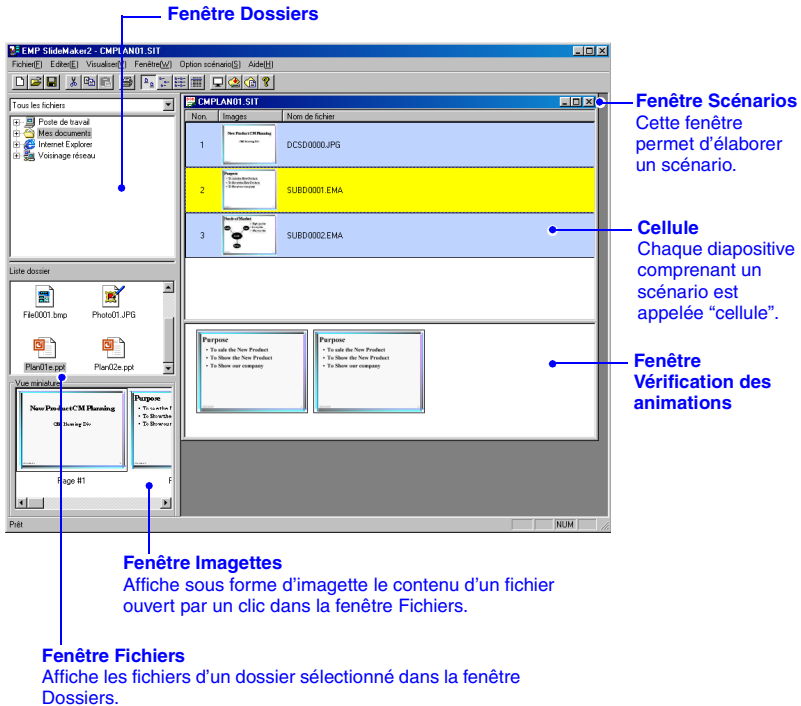 Fenêtre Dossiers
EMP SlideMaker2 - CMPLAN01.SIT
Fichier[F] Editer[E] Visualiser[V] Fenêtre[W] Option scénario[S] Aide[H]
Tous les fichiers
Poste de travail
Mes documents
Internet Explorer
Voisinage réseau
CMPLAN01.SIT
Non. Images Nom de fichier
1 New Product CM Planning DCSD0000.JPG
2 Purpose SUBD0001.EMA
3 SUBD0002.EMA
Fenêtre Scénarios
Cette fenêtre
permet d'élaborer
un scénario.
Cellule
Chaque diapositive
comprenant un
scénario est
appelée “cellule”.
Liste dossier
File0001.bmp Photo01.JPG
Plan01e.ppt Plan02e.ppt
Purpose
• To sale the New Product
• To Show the New Product
• To Show our company
Purpose
• To sale the New Product
• To Show the New Product
• To Show our company
Fenêtre
Vérification des
animations
Vue miniature
New Product CM Planning
Purpose
Page #1
Prêt NUM
Fenêtre Imagettes
Affiche sous forme d'imagette le contenu d'un fichier
ouvert par un clic dans la fenêtre Fichiers.
Fenêtre Fichiers
Affiche les fichiers d'un dossier sélectionné dans la fenêtre
Dossiers.